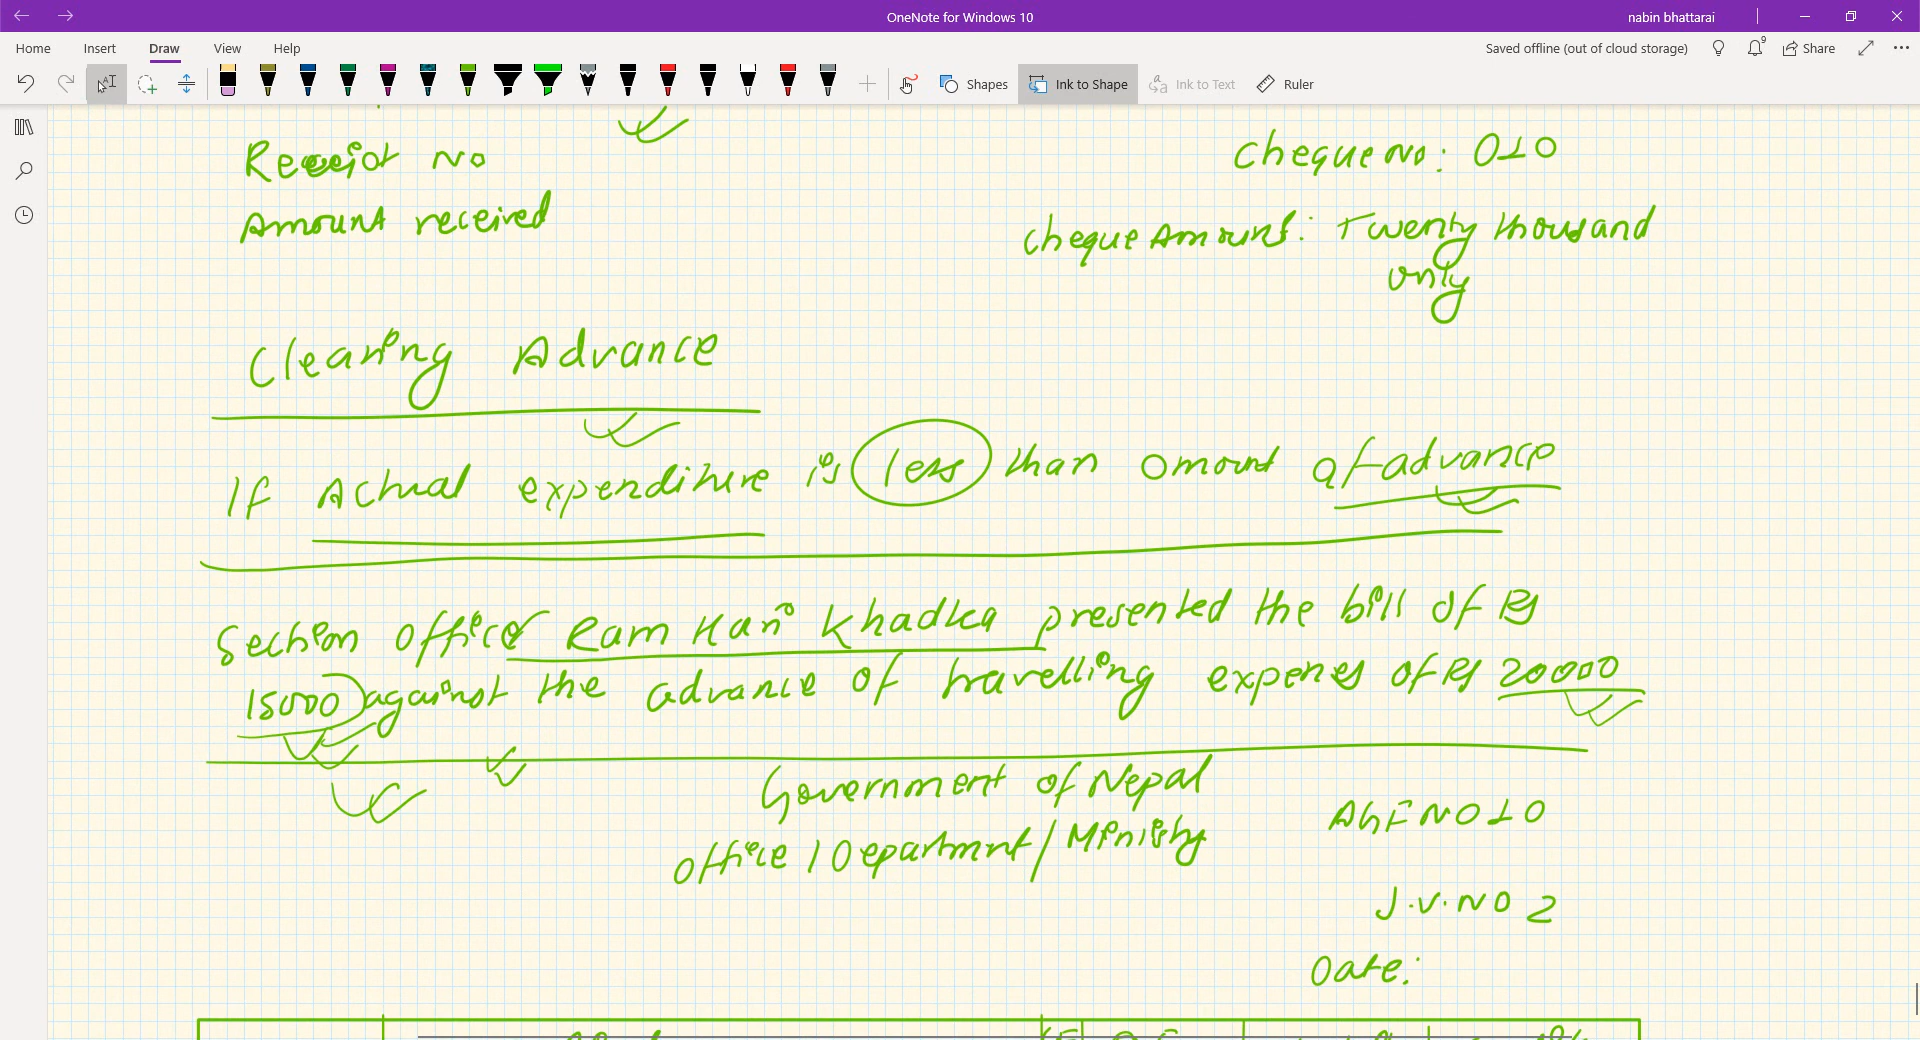 OneNote for Windows 10
nabin bhattarai
Home Insert Draw View Help
Saved offline (out of cloud storage) 9 Share
Shapes Ink to Shape Ink to Text Ruler
Receipt No
Cheque No: 010
Amount received
Cheque Amount: Twenty thousand
only
Clearing Advance
If Actual expenditure is less than amount of advance
Section officer Ram Hari Khadka presented the bill of Rs
15000 against the advance of travelling expenses of Rs 20000
Government of Nepal
Office / Department / Ministry
AGF NO 10
J.V. NO 2
Date: